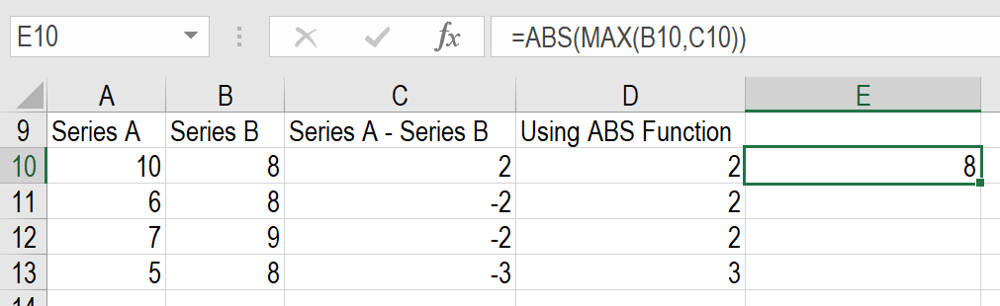 E10 fx =ABS(MAX(B10,C10))
A B C D E
9 Series A Series B Series A - Series B Using ABS Function
10 10 8 2 2 8
11 6 8 -2 2
12 7 9 -2 2
13 5 8 -3 3